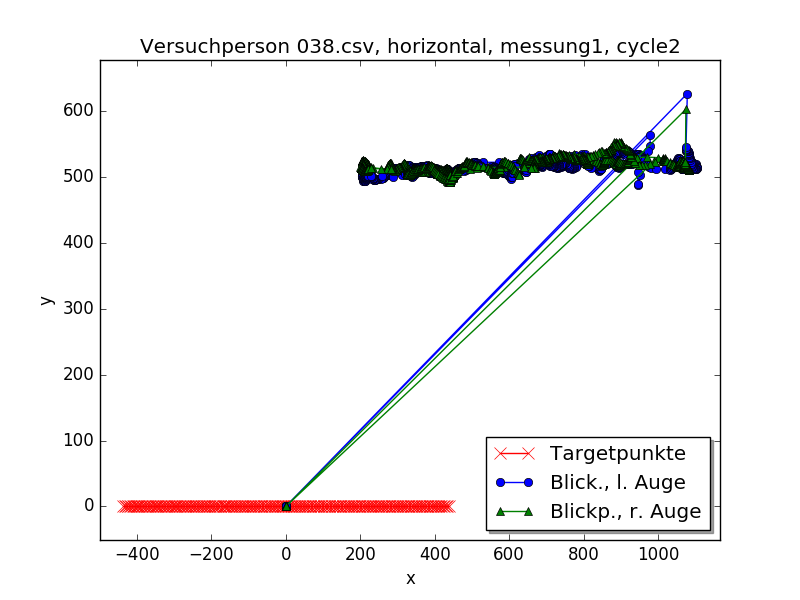 Versuchperson 038.csv, horizontal, messung1, cycle2
600
500
400
300
200
100
0
y
−400 −200 0 200 400 600 800 1000
x
Targetpunkte
Blick., l. Auge
Blickp., r. Auge